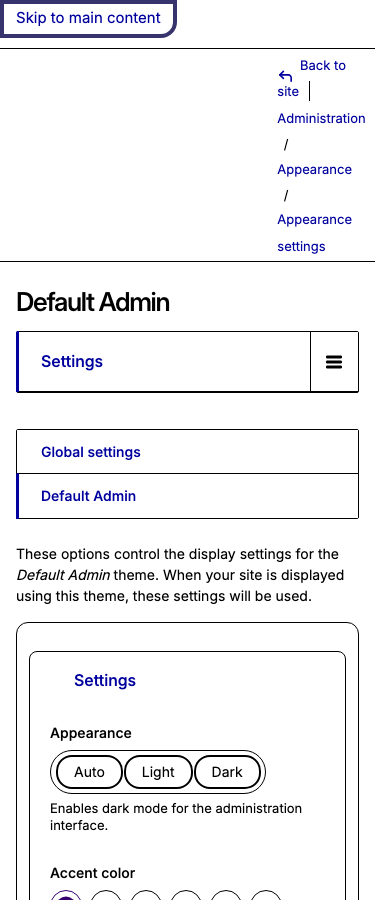 Skip to main content
Back to
site
Administration
/
Appearance
/
Appearance
settings
Default Admin
Settings
Global settings
Default Admin
These options control the display settings for the
Default Admin theme. When your site is displayed
using this theme, these settings will be used.
Settings
Appearance
Auto Light Dark
Enables dark mode for the administration
interface.
Accent color